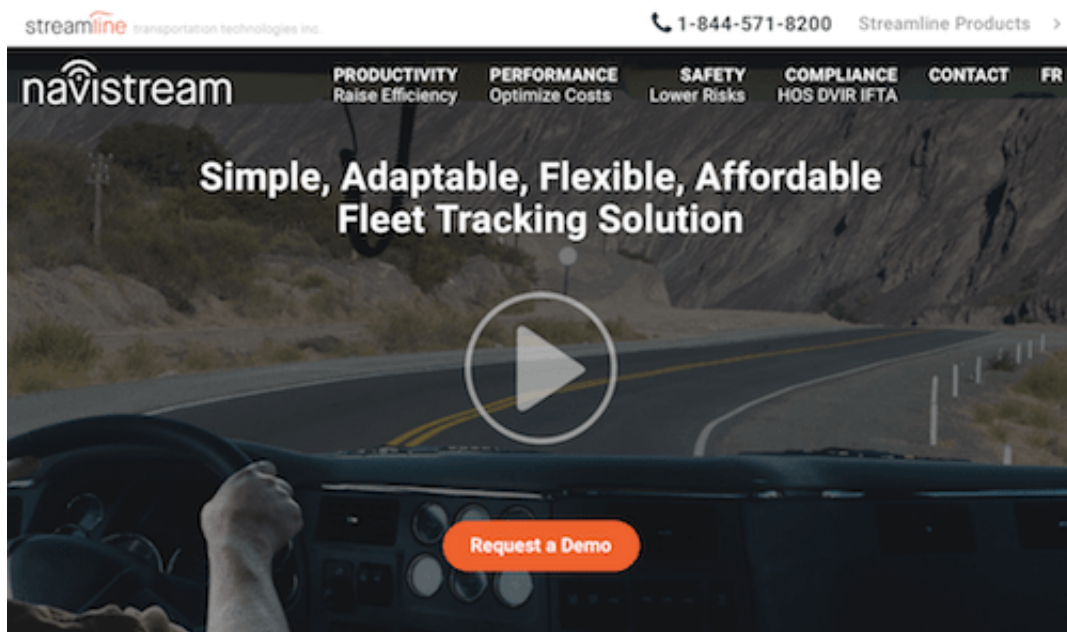 streamline transportation technologies inc.
1-844-571-8200
Streamline Products >
navistream
PRODUCTIVITY
Raise Efficiency
PERFORMANCE
Optimize Costs
SAFETY
Lower Risks
COMPLIANCE
HOS DVIR IFTA
CONTACT
FR
Simple, Adaptable, Flexible, Affordable
Fleet Tracking Solution
Request a Demo